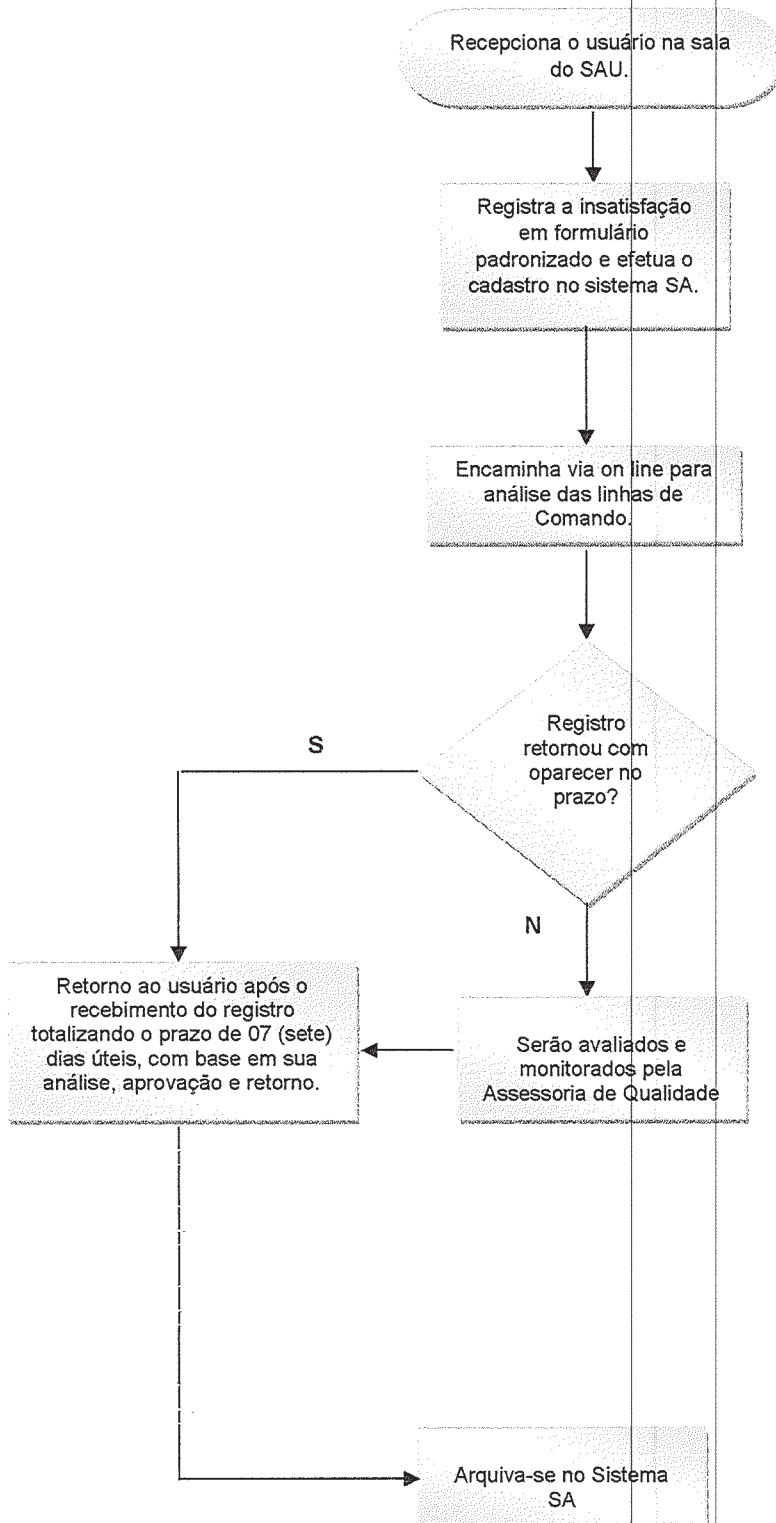 Recepciona o usuário na sala
do SAU.
Registra a insatisfação
em formulário
padronizado e efetua o
cadastro no sistema SA.
Encaminha via on line para
análise das linhas de
Comando.
Registro
retornou com
oparecer no
prazo?
S
N
Retorno ao usuário após o
recebimento do registro
totalizando o prazo de 07 (sete)
dias úteis, com base em sua
análise, aprovação e retorno.
Serão avaliados e
monitorados pela
Assessoria de Qualidade
Arquiva-se no Sistema
SA